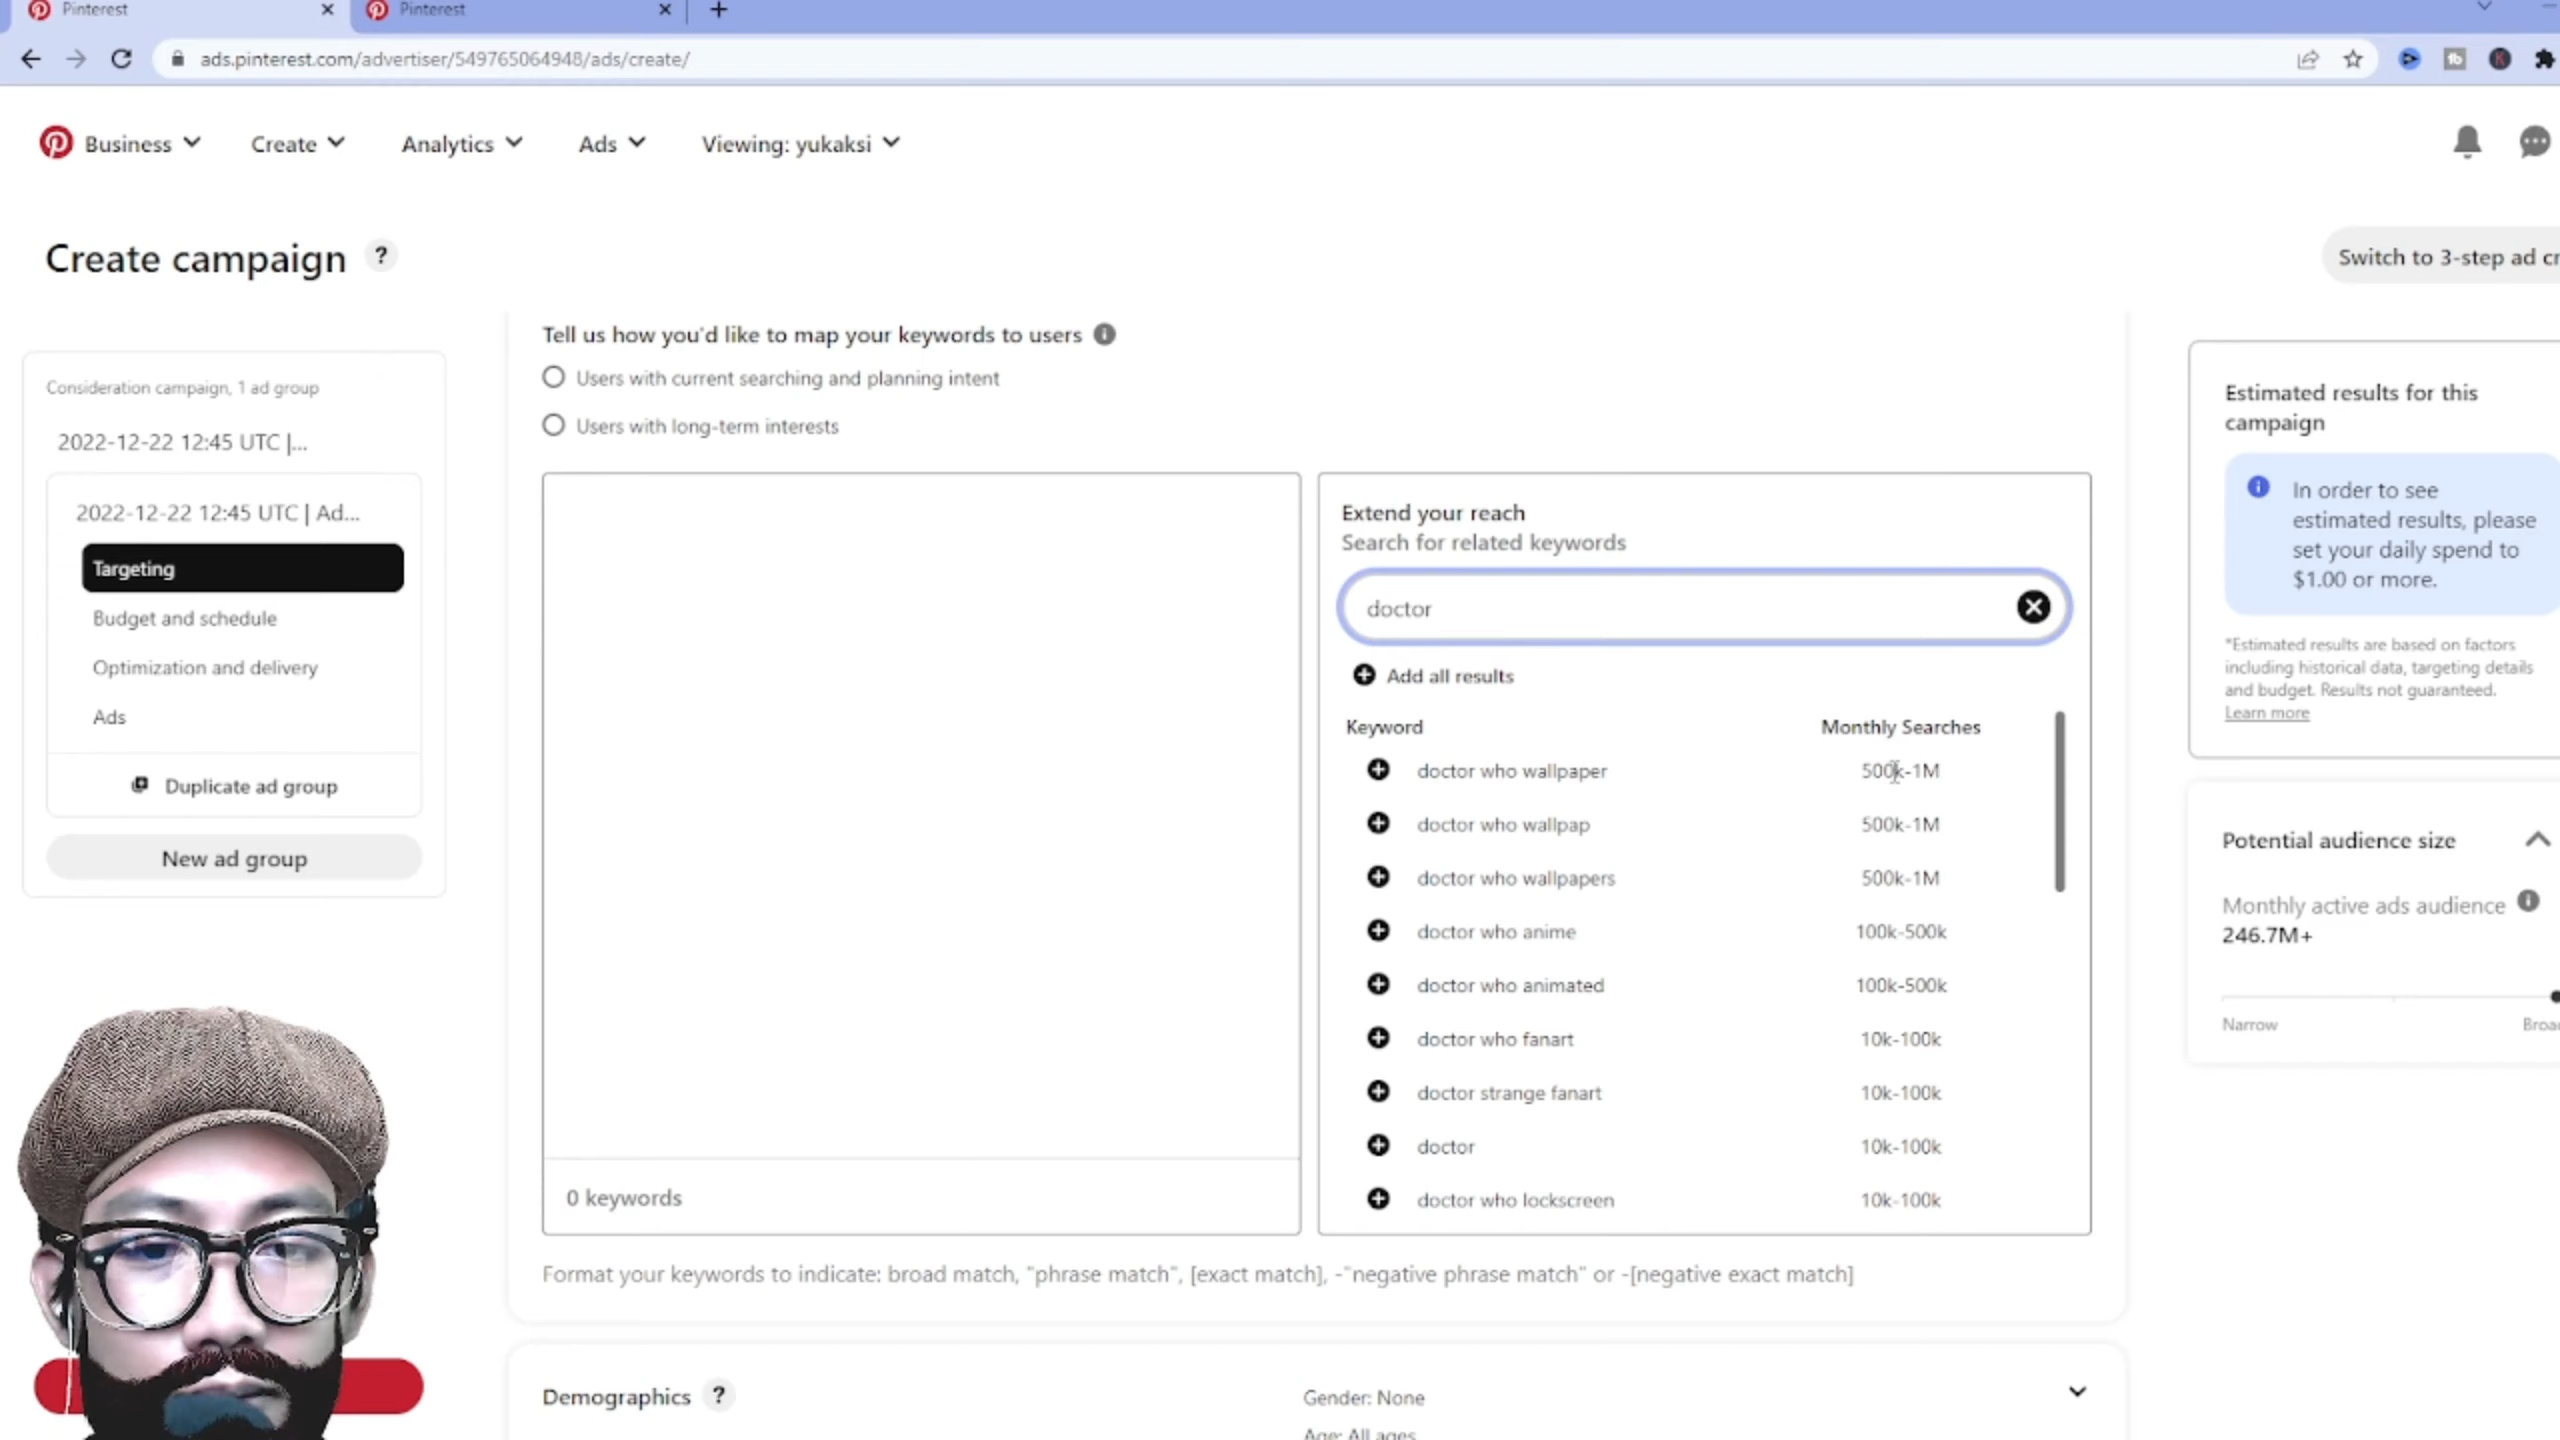 Pinterest
Pinterest
ads.pinterest.com/advertiser/549765064948/ads/create/
Business
Create
Analytics
Ads
Viewing: yukaksi
Create campaign ?
Switch to 3-step ad cr
Consideration campaign, 1 ad group
2022-12-22 12:45 UTC |...
2022-12-22 12:45 UTC | Ad...
Targeting
Budget and schedule
Optimization and delivery
Ads
Duplicate ad group
New ad group
Tell us how you'd like to map your keywords to users
Users with current searching and planning intent
Users with long-term interests
0 keywords
Extend your reach
Search for related keywords
doctor
Add all results
Keyword Monthly Searches
doctor who wallpaper 500k-1M
doctor who wallpap 500k-1M
doctor who wallpapers 500k-1M
doctor who anime 100k-500k
doctor who animated 100k-500k
doctor who fanart 10k-100k
doctor strange fanart 10k-100k
doctor 10k-100k
doctor who lockscreen 10k-100k
Format your keywords to indicate: broad match, "phrase match", [exact match], -"negative phrase match" or -[negative exact match]
Demographics ?
Gender: None
Age: All ages
Estimated results for this
campaign
In order to see
estimated results, please
set your daily spend to
$1.00 or more.
*Estimated results are based on factors
including historical data, targeting details
and budget. Results not guaranteed.
Learn more
Potential audience size
Monthly active ads audience
246.7M+
Narrow
Broa